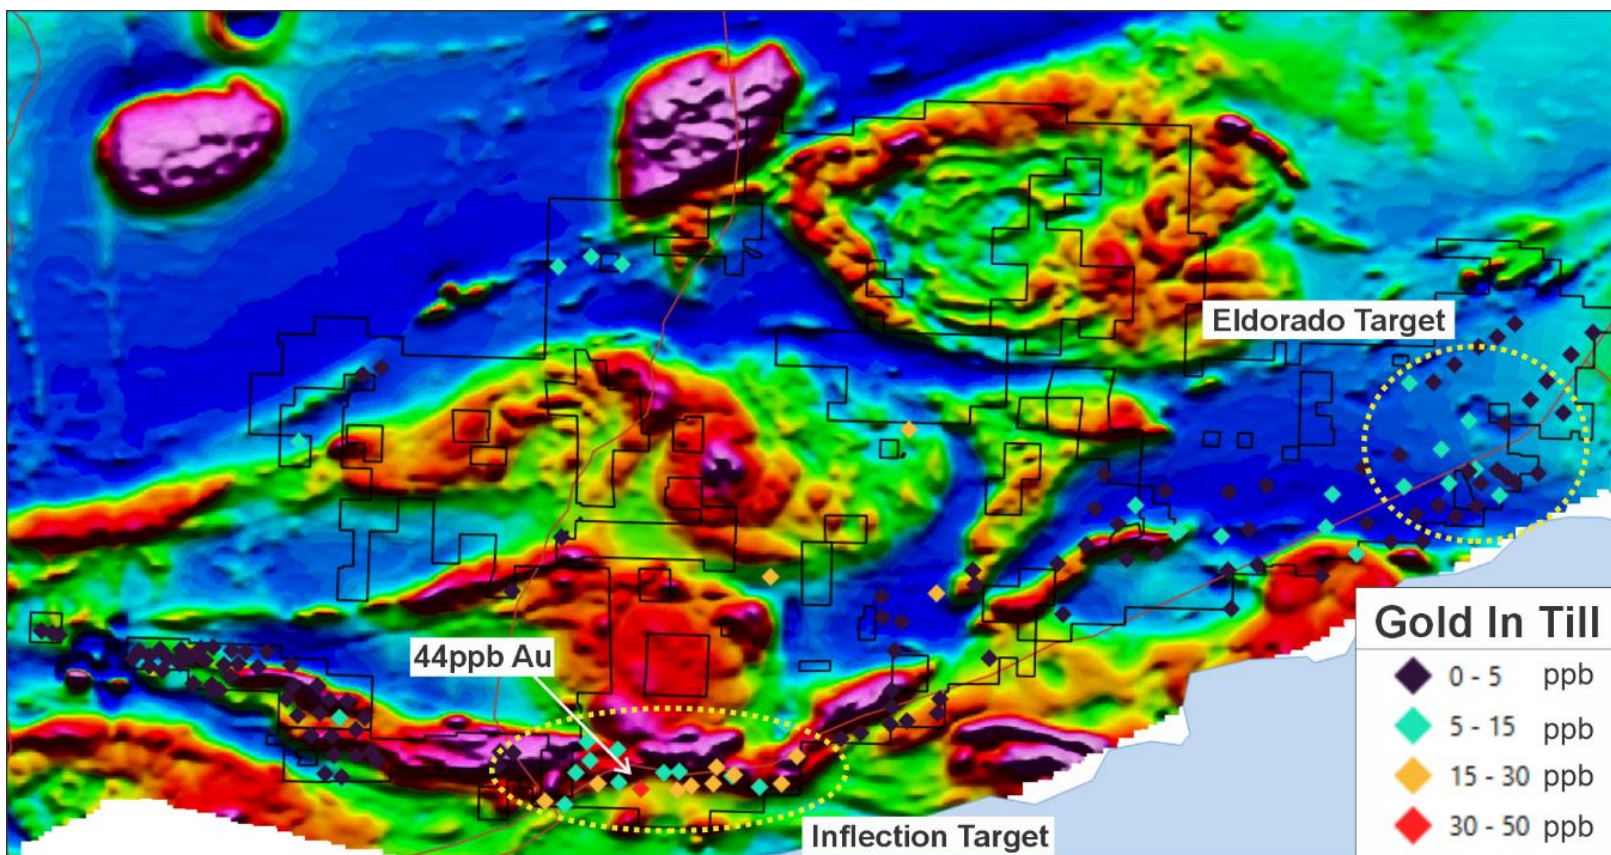 Eldorado Target
44ppb Au
Inflection Target
Gold In Till
0 - 5 ppb
5 - 15 ppb
15 - 30 ppb
30 - 50 ppb